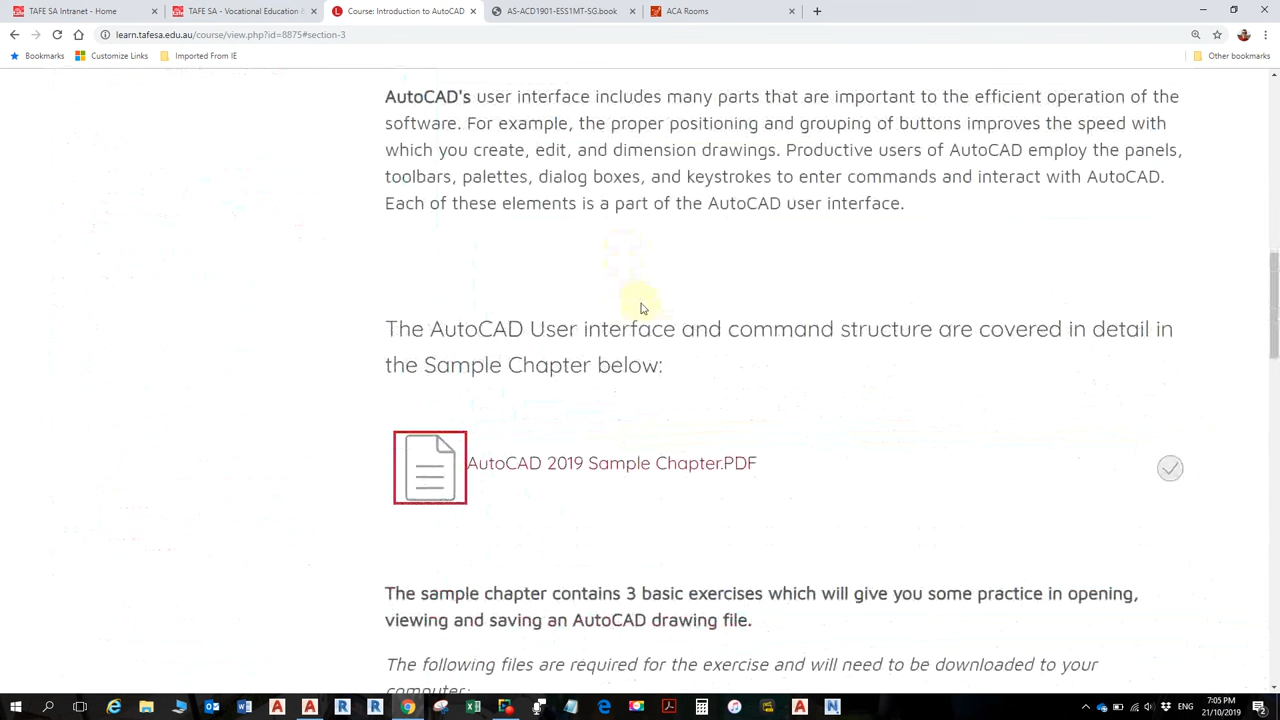 TAFE SA Intranet - Home
TAFE SA - Vocational Education &
Course: Introduction to AutoCAD
AS-ACD1901-ESS1MT-SG.book
ACA Rooms
learn.tafesa.edu.au/course/view.php?id=8875#section-3
Bookmarks
Customize Links
Imported From IE
Other bookmarks
AutoCAD's user interface includes many parts that are important to the efficient operation of the
software. For example, the proper positioning and grouping of buttons improves the speed with
which you create, edit, and dimension drawings. Productive users of AutoCAD employ the panels,
toolbars, palettes, dialog boxes, and keystrokes to enter commands and interact with AutoCAD.
Each of these elements is a part of the AutoCAD user interface.
The AutoCAD User interface and command structure are covered in detail in
the Sample Chapter below:
AutoCAD 2019 Sample Chapter.PDF
The sample chapter contains 3 basic exercises which will give you some practice in opening,
viewing and saving an AutoCAD drawing file.
The following files are required for the exercise and will need to be downloaded to your
computer:
ENG
7:05 PM
21/10/2019